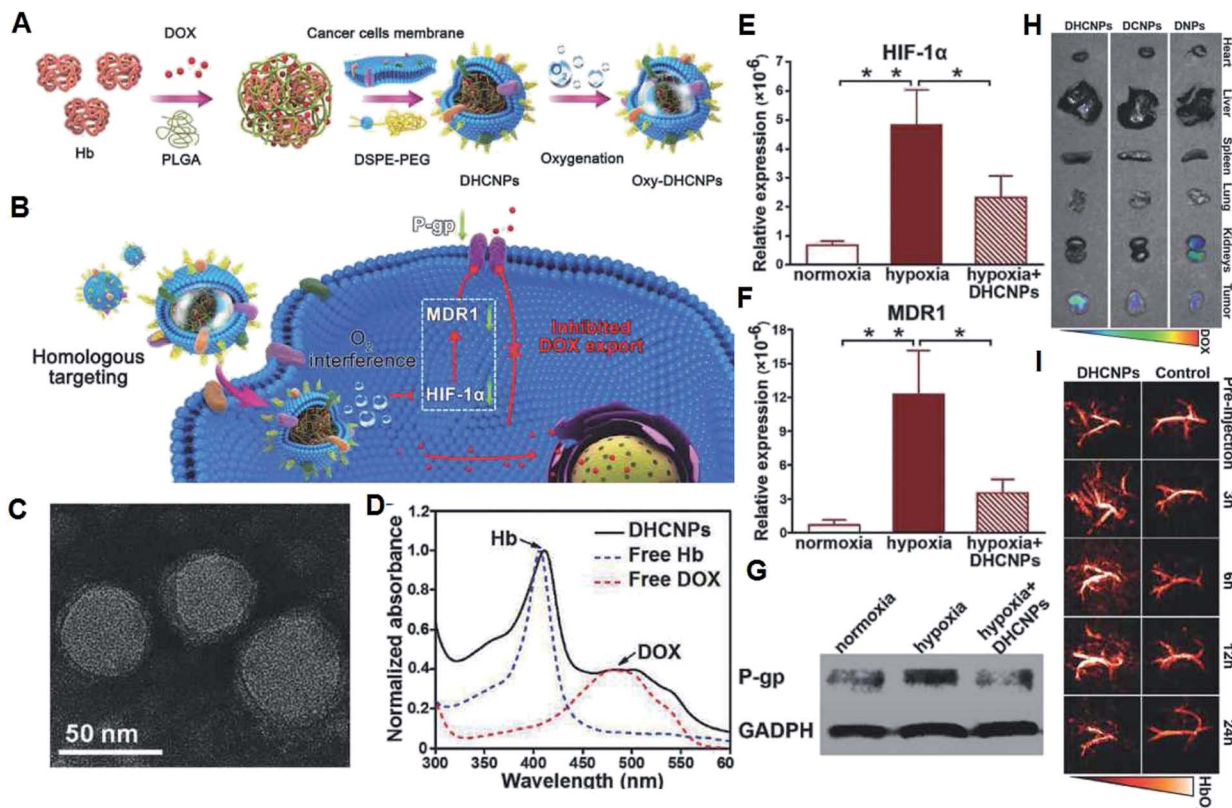 A
DOX
Cancer cells membrane
O2
Hb
PLGA
DSPE-PEG
DHCNPs
Oxygenation
Oxy-DHCNPs
B
P-gp
MDR1
Inhibited
DOX export
O2
interference
HIF-1α
Homologous
targeting
C
50 nm
D
Normalized absorbance
1.2
1.0
0.8
0.6
0.4
0.2
0
Hb
DHCNPs
Free Hb
Free DOX
DOX
300 400 500 60
Wavelength (nm)
E
HIF-1α
Relative expression (×10⁻⁶)
7
6
5
4
3
2
1
0
* * *
normoxia hypoxia hypoxia+
DHCNPs
F
MDR1
Relative expression (×10⁻⁶)
15
12
9
6
3
0
* * *
normoxia hypoxia hypoxia+
DHCNPs
G
normoxia
hypoxia
hypoxia+
DHCNPs
P-gp
GADPH
H
DHCNPs DCNPs DNPs
Heart
Liver
Spleen
Lung
Kidneys
Tumor
DOX
I
DHCNPs Control
Pre-injection
3h
6h
12h
24h
HbO